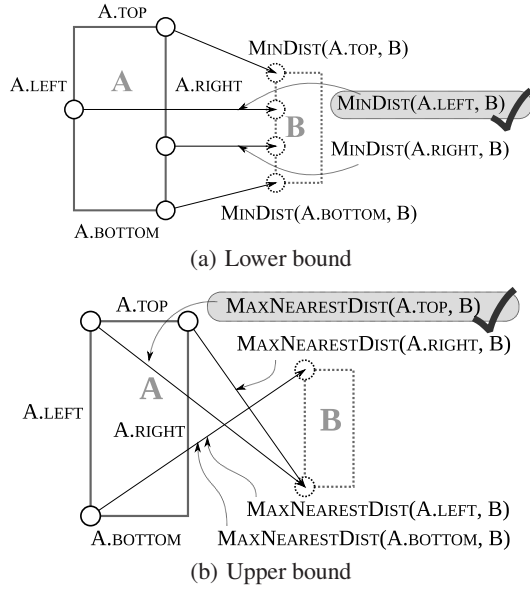 A.TOP
MINDIST(A.TOP, B)
A.LEFT
A
A.RIGHT
MINDIST(A.LEFT, B)
B
MINDIST(A.RIGHT, B)
MINDIST(A.BOTTOM, B)
A.BOTTOM
(a) Lower bound
A.TOP
MAXNEARESTDIST(A.TOP, B)
MAXNEARESTDIST(A.RIGHT, B)
A
A.LEFT
A.RIGHT
B
MAXNEARESTDIST(A.LEFT, B)
A.BOTTOM
MAXNEARESTDIST(A.BOTTOM, B)
(b) Upper bound